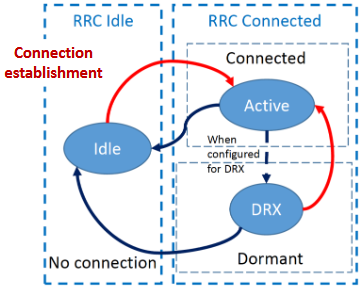 RRC Idle
RRC Connected
Connection
establishment
Connected
Active
When
configured
for DRX
Idle
DRX
No connection
Dormant